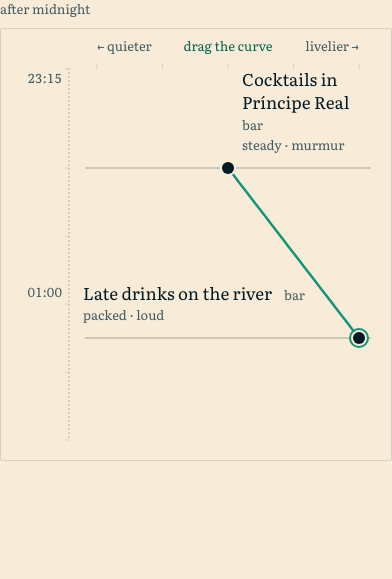 after midnight
← quieter drag the curve livelier →
23:15
Cocktails in
Príncipe Real
bar
steady · murmur
01:00
Late drinks on the river bar
packed · loud